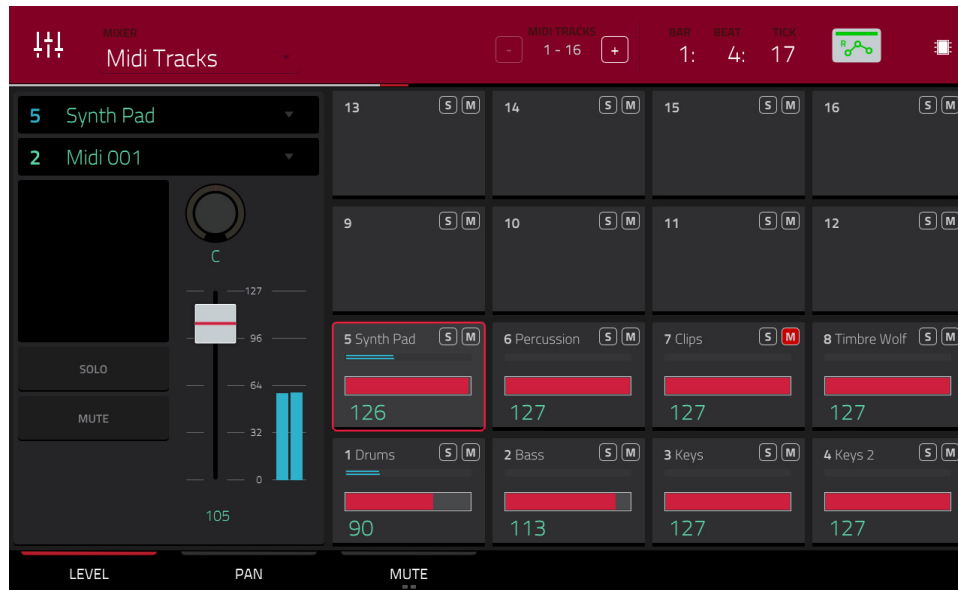 MIXER
Midi Tracks
MIDI TRACKS
- 1 - 16 +
BAR BEAT TICK
1: 4: 17
R
5 Synth Pad
2 Midi 001
C
127
96
64
32
0
105
SOLO
MUTE
13 S M 14 S M 15 S M 16 S M
9 S M 10 S M 11 S M 12 S M
5 Synth Pad S M 6 Percussion S M 7 Clips S M 8 Timbre Wolf S M
126 127 127 127
1 Drums S M 2 Bass S M 3 Keys S M 4 Keys 2 S M
90 113 127 127
LEVEL PAN MUTE